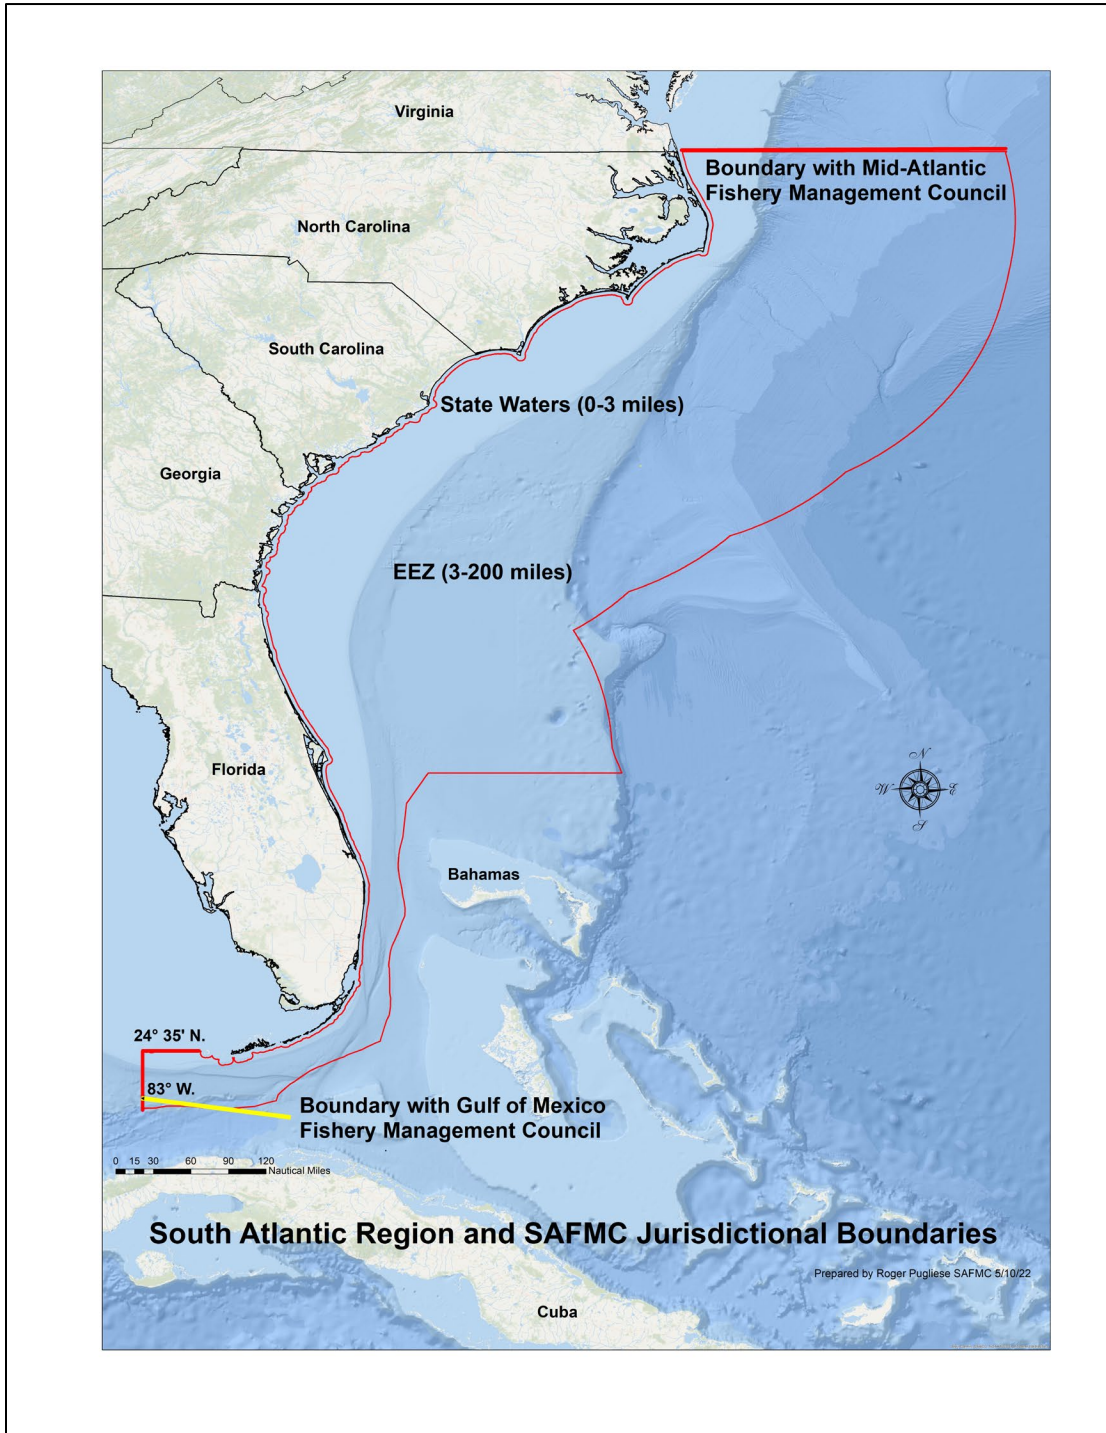 Virginia
Boundary with Mid-Atlantic
Fishery Management Council
North Carolina
South Carolina
State Waters (0-3 miles)
Georgia
EEZ (3-200 miles)
Florida
N
W
E
S
Bahamas
24° 35' N.
83° W.
Boundary with Gulf of Mexico
Fishery Management Council
0 15 30 60 90 120
Nautical Miles
South Atlantic Region and SAFMC Jurisdictional Boundaries
Prepared by Roger Pugliese SAFMC 5/10/22
Cuba